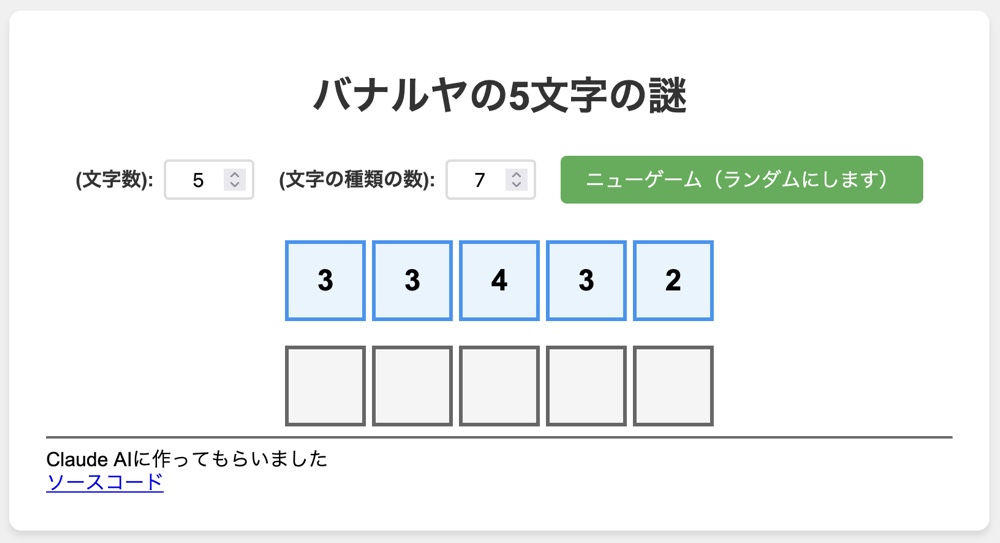 バナルヤの5文字の謎
(文字数): 5 (文字の種類の数): 7 ニューゲーム（ランダムにします）
3 3 4 3 2
Claude AIに作ってもらいました
ソースコード